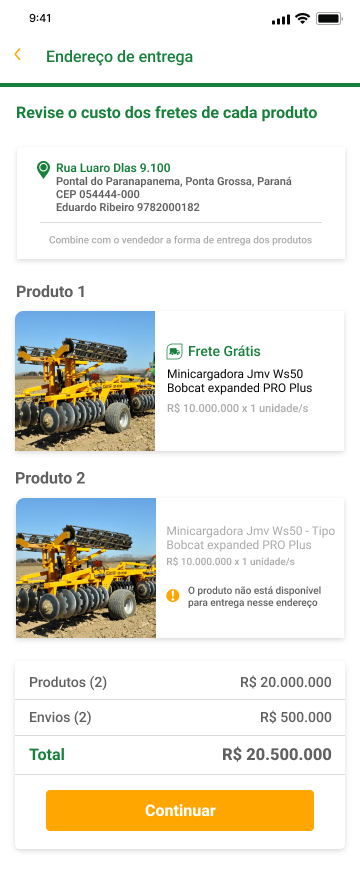 9:41
Endereço de entrega
Revise o custo dos fretes de cada produto
Rua Luaro DIas 9.100
Pontal do Paranapanema, Ponta Grossa, Paraná
CEP 054444-000
Eduardo Ribeiro 9782000182
Combine com o vendedor a forma de entrega dos produtos
Produto 1
Frete Grátis
Minicargadora Jmv Ws50
Bobcat expanded PRO Plus
R$ 10.000.000 x 1 unidade/s
Produto 2
Minicargadora Jmv Ws50 - Tipo
Bobcat expanded PRO Plus
R$ 10.000.000 x 1 unidade/s
O produto não está disponível
para entrega nesse endereço
Produtos (2) R$ 20.000.000
Envios (2) R$ 500.000
Total R$ 20.500.000
Continuar